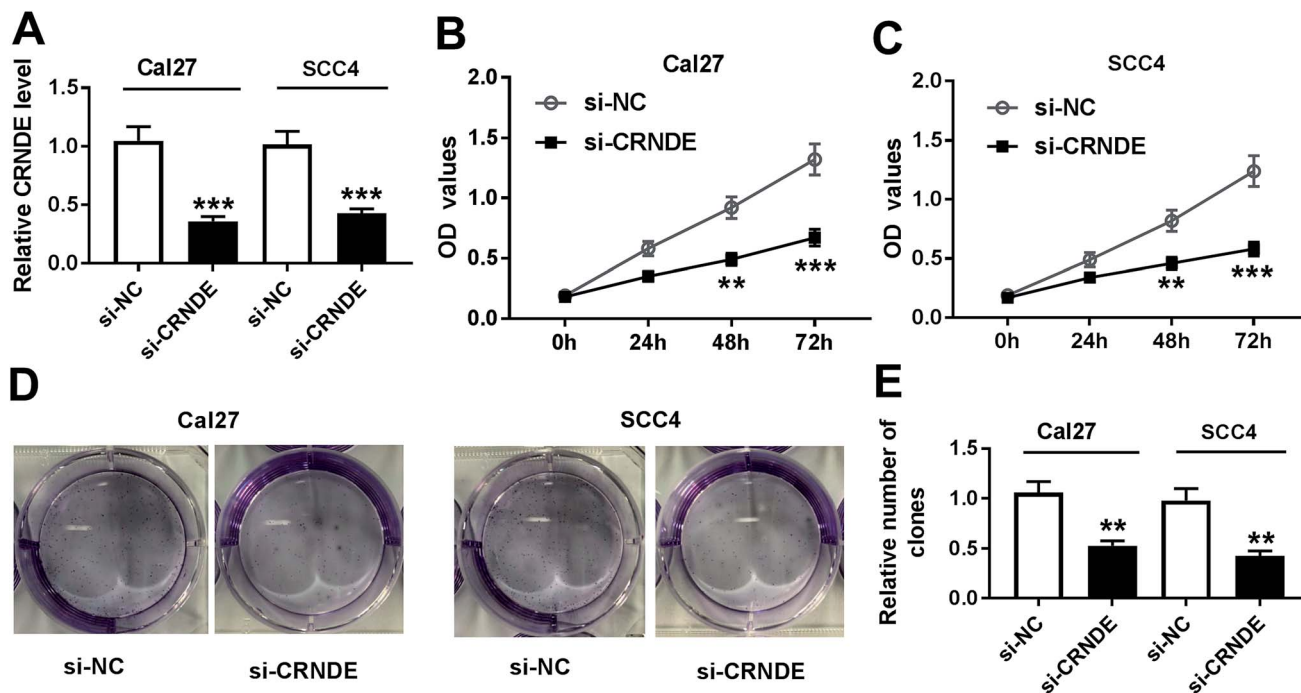 A
Cal27
SCC4
Relative CRNDE level
1.5
1.0
0.5
0.0
***
***
si-NC
si-CRNDE
si-NC
si-CRNDE
B
Cal27
OD values
2.0
1.5
1.0
0.5
0.0
si-NC
si-CRNDE
**
***
0h
24h
48h
72h
C
SCC4
OD values
2.0
1.5
1.0
0.5
0.0
si-NC
si-CRNDE
**
***
0h
24h
48h
72h
D
Cal27
SCC4
si-NC
si-CRNDE
si-NC
si-CRNDE
E
Cal27
SCC4
Relative number of
clones
1.5
1.0
0.5
0.0
**
**
si-NC
si-CRNDE
si-NC
si-CRNDE